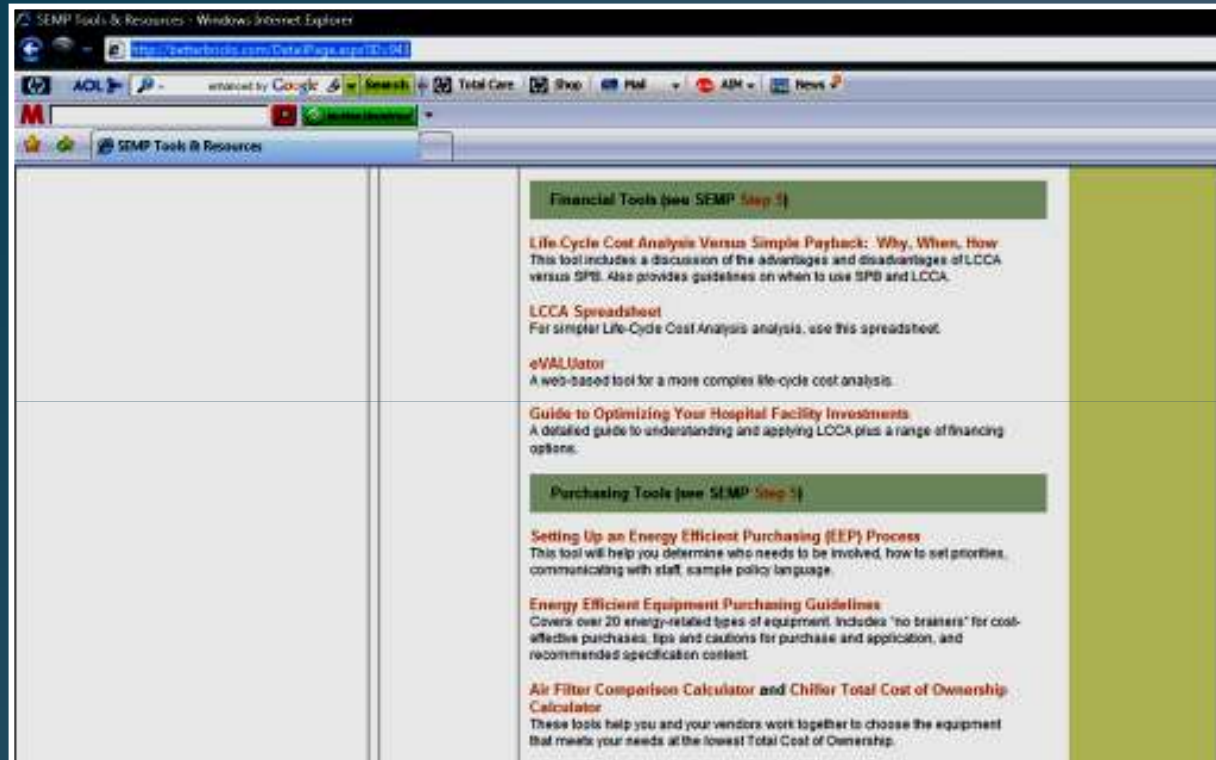 SEMP Tools & Resources - Windows Internet Explorer
http://betterbricks.com/DetailPage.aspx?ID=943
AOL enhanced by Google Search Total Care Shop Mail AIM News
M
SEMP Tools & Resources
Financial Tools (see SEMP Step 5)
Life Cycle Cost Analysis Versus Simple Payback: Why, When, How
This tool includes a discussion of the advantages and disadvantages of LCCA
versus SPB. Also provides guidelines on when to use SPB and LCCA.
LCCA Spreadsheet
For simpler Life-Cycle Cost Analysis analysis, use this spreadsheet.
eVALUator
A web-based tool for a more complex life-cycle cost analysis.
Guide to Optimizing Your Hospital Facility Investments
A detailed guide to understanding and applying LCCA plus a range of financing
options.
Purchasing Tools (see SEMP Step 5)
Setting Up an Energy Efficient Purchasing (EEP) Process
This tool will help you determine who needs to be involved, how to set priorities,
communicating with staff, sample policy language.
Energy Efficient Equipment Purchasing Guidelines
Covers over 20 energy-related types of equipment. Includes "no brainers" for cost-
effective purchases, tips and cautions for purchase and application, and
recommended specification content.
Air Filter Comparison Calculator and Chiller Total Cost of Ownership
Calculator
These tools help you and your vendors work together to choose the equipment
that meets your needs at the lowest Total Cost of Ownership.